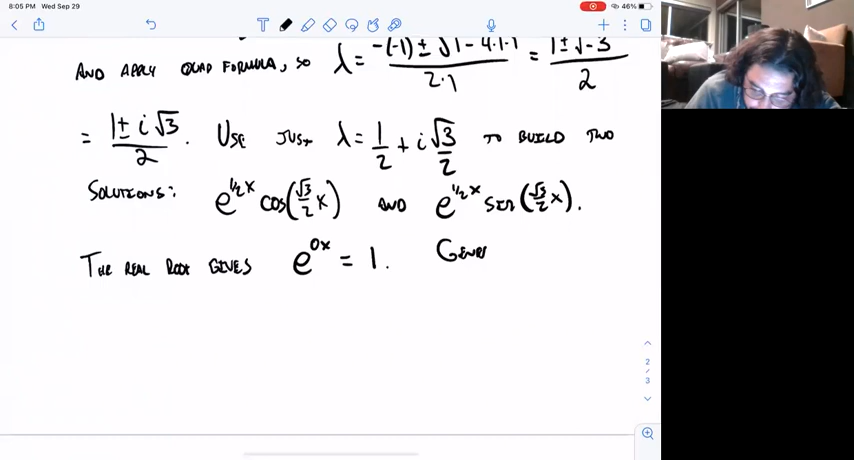 8:05 PM Wed Sep 29
46%
AND APPLY QUAD FORMULA, SO λ = -(-1) ± √1-4·1·1 / 2·1 = 1 ± √-3 / 2
= 1 ± i√3 / 2. USE JUST λ = 1/2 + i √3/2 TO BUILD TWO
SOLUTIONS: e^1/2x cos(√3/2 x) AND e^1/2x sin(√3/2 x).
THE REAL ROOT GIVES e^0x = 1. GENER
2
/
3